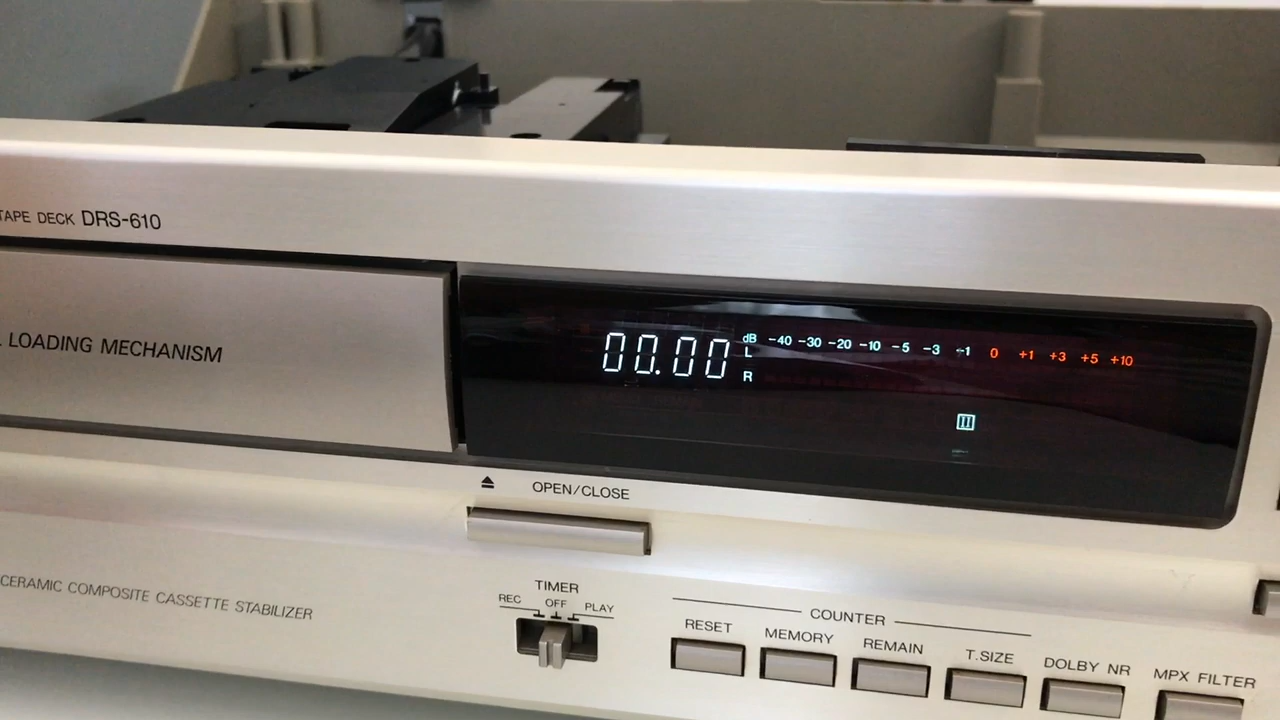 TAPE DECK DRS-610
LOADING MECHANISM
00.00
dB -40 -30 -20 -10 -5 -3 -1 0 +1 +3 +5 +10
L
R
II
OPEN/CLOSE
CERAMIC COMPOSITE CASSETTE STABILIZER
TIMER
REC OFF PLAY
COUNTER
RESET MEMORY REMAIN T.SIZE DOLBY NR MPX FILTER